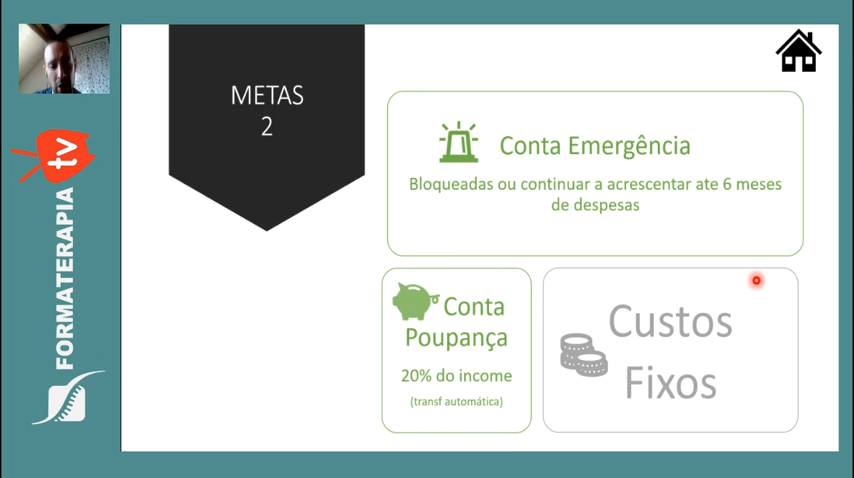 METAS
2
Conta Emergência
Bloqueadas ou continuar a acrescentar ate 6 meses
de despesas
Conta
Poupança
20% do income
(transf automática)
Custos
Fixos
FORMATERAPIA
tv